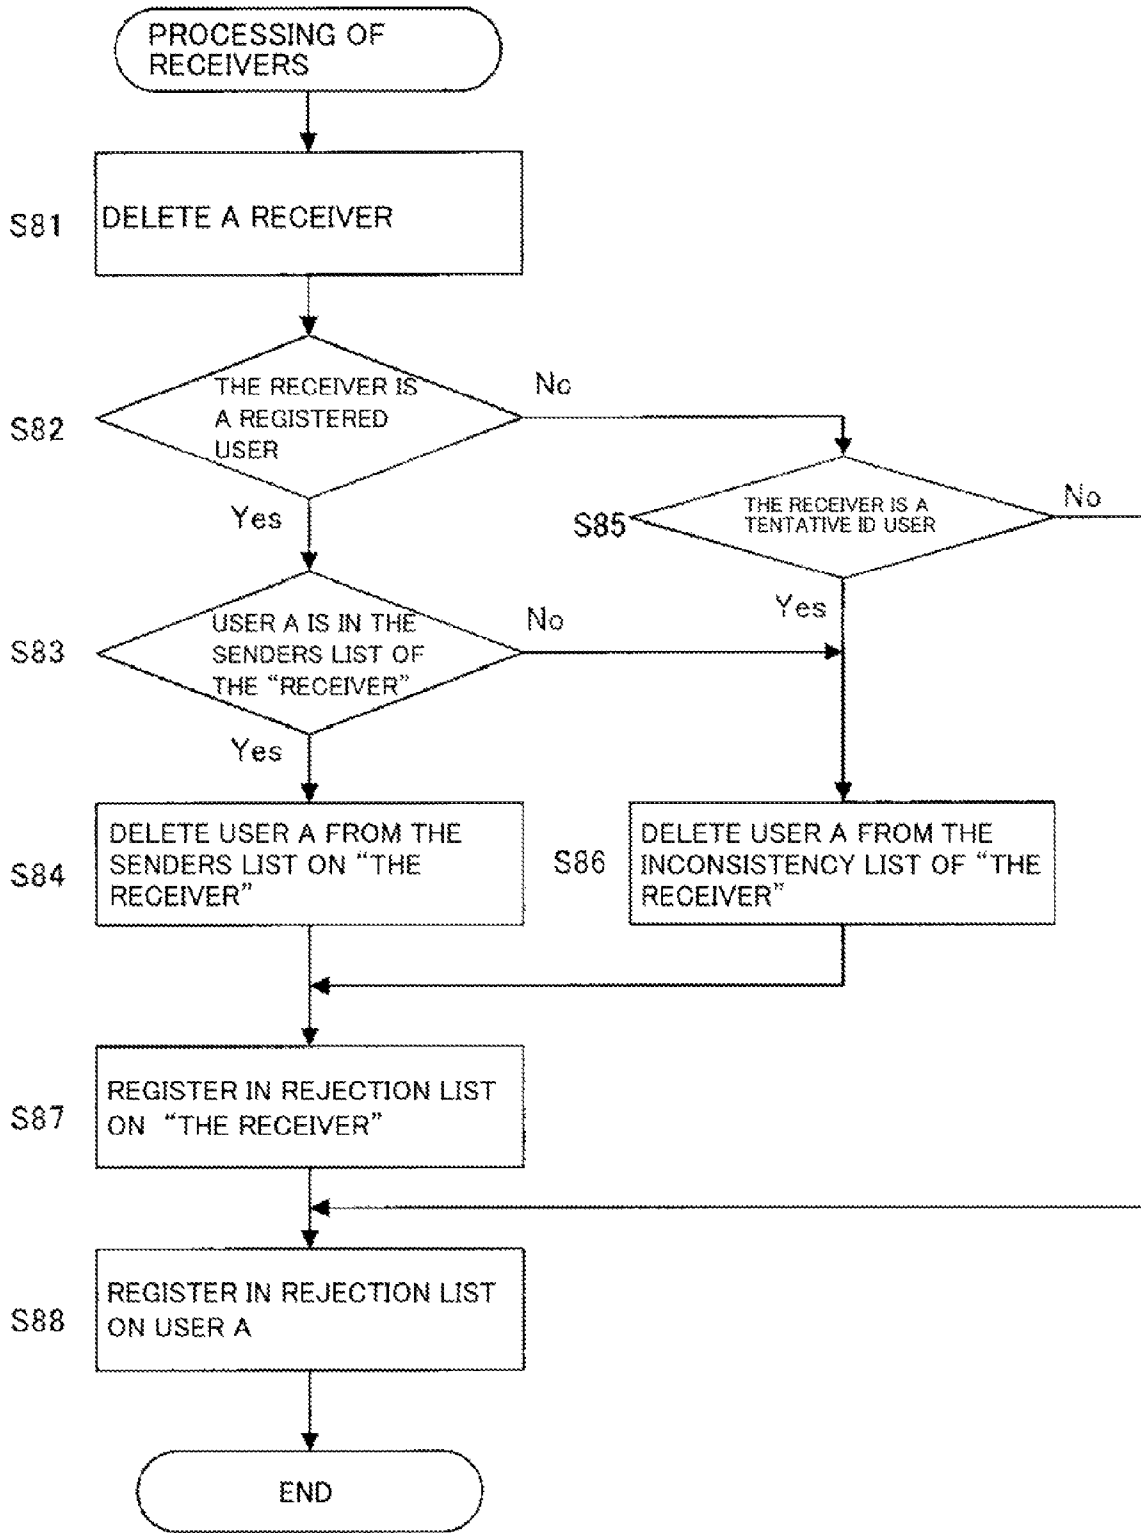 PROCESSING OF
RECEIVERS
S81
DELETE A RECEIVER
S82
THE RECEIVER IS
A REGISTERED
USER
No
Yes
S85
THE RECEIVER IS A
TENTATIVE ID USER
No
Yes
S83
USER A IS IN THE
SENDERS LIST OF
THE “RECEIVER”
No
Yes
S84
DELETE USER A FROM THE
SENDERS LIST ON “THE
RECEIVER”
S86
DELETE USER A FROM THE
INCONSISTENCY LIST OF “THE
RECEIVER”
S87
REGISTER IN REJECTION LIST
ON “THE RECEIVER”
S88
REGISTER IN REJECTION LIST
ON USER A
END